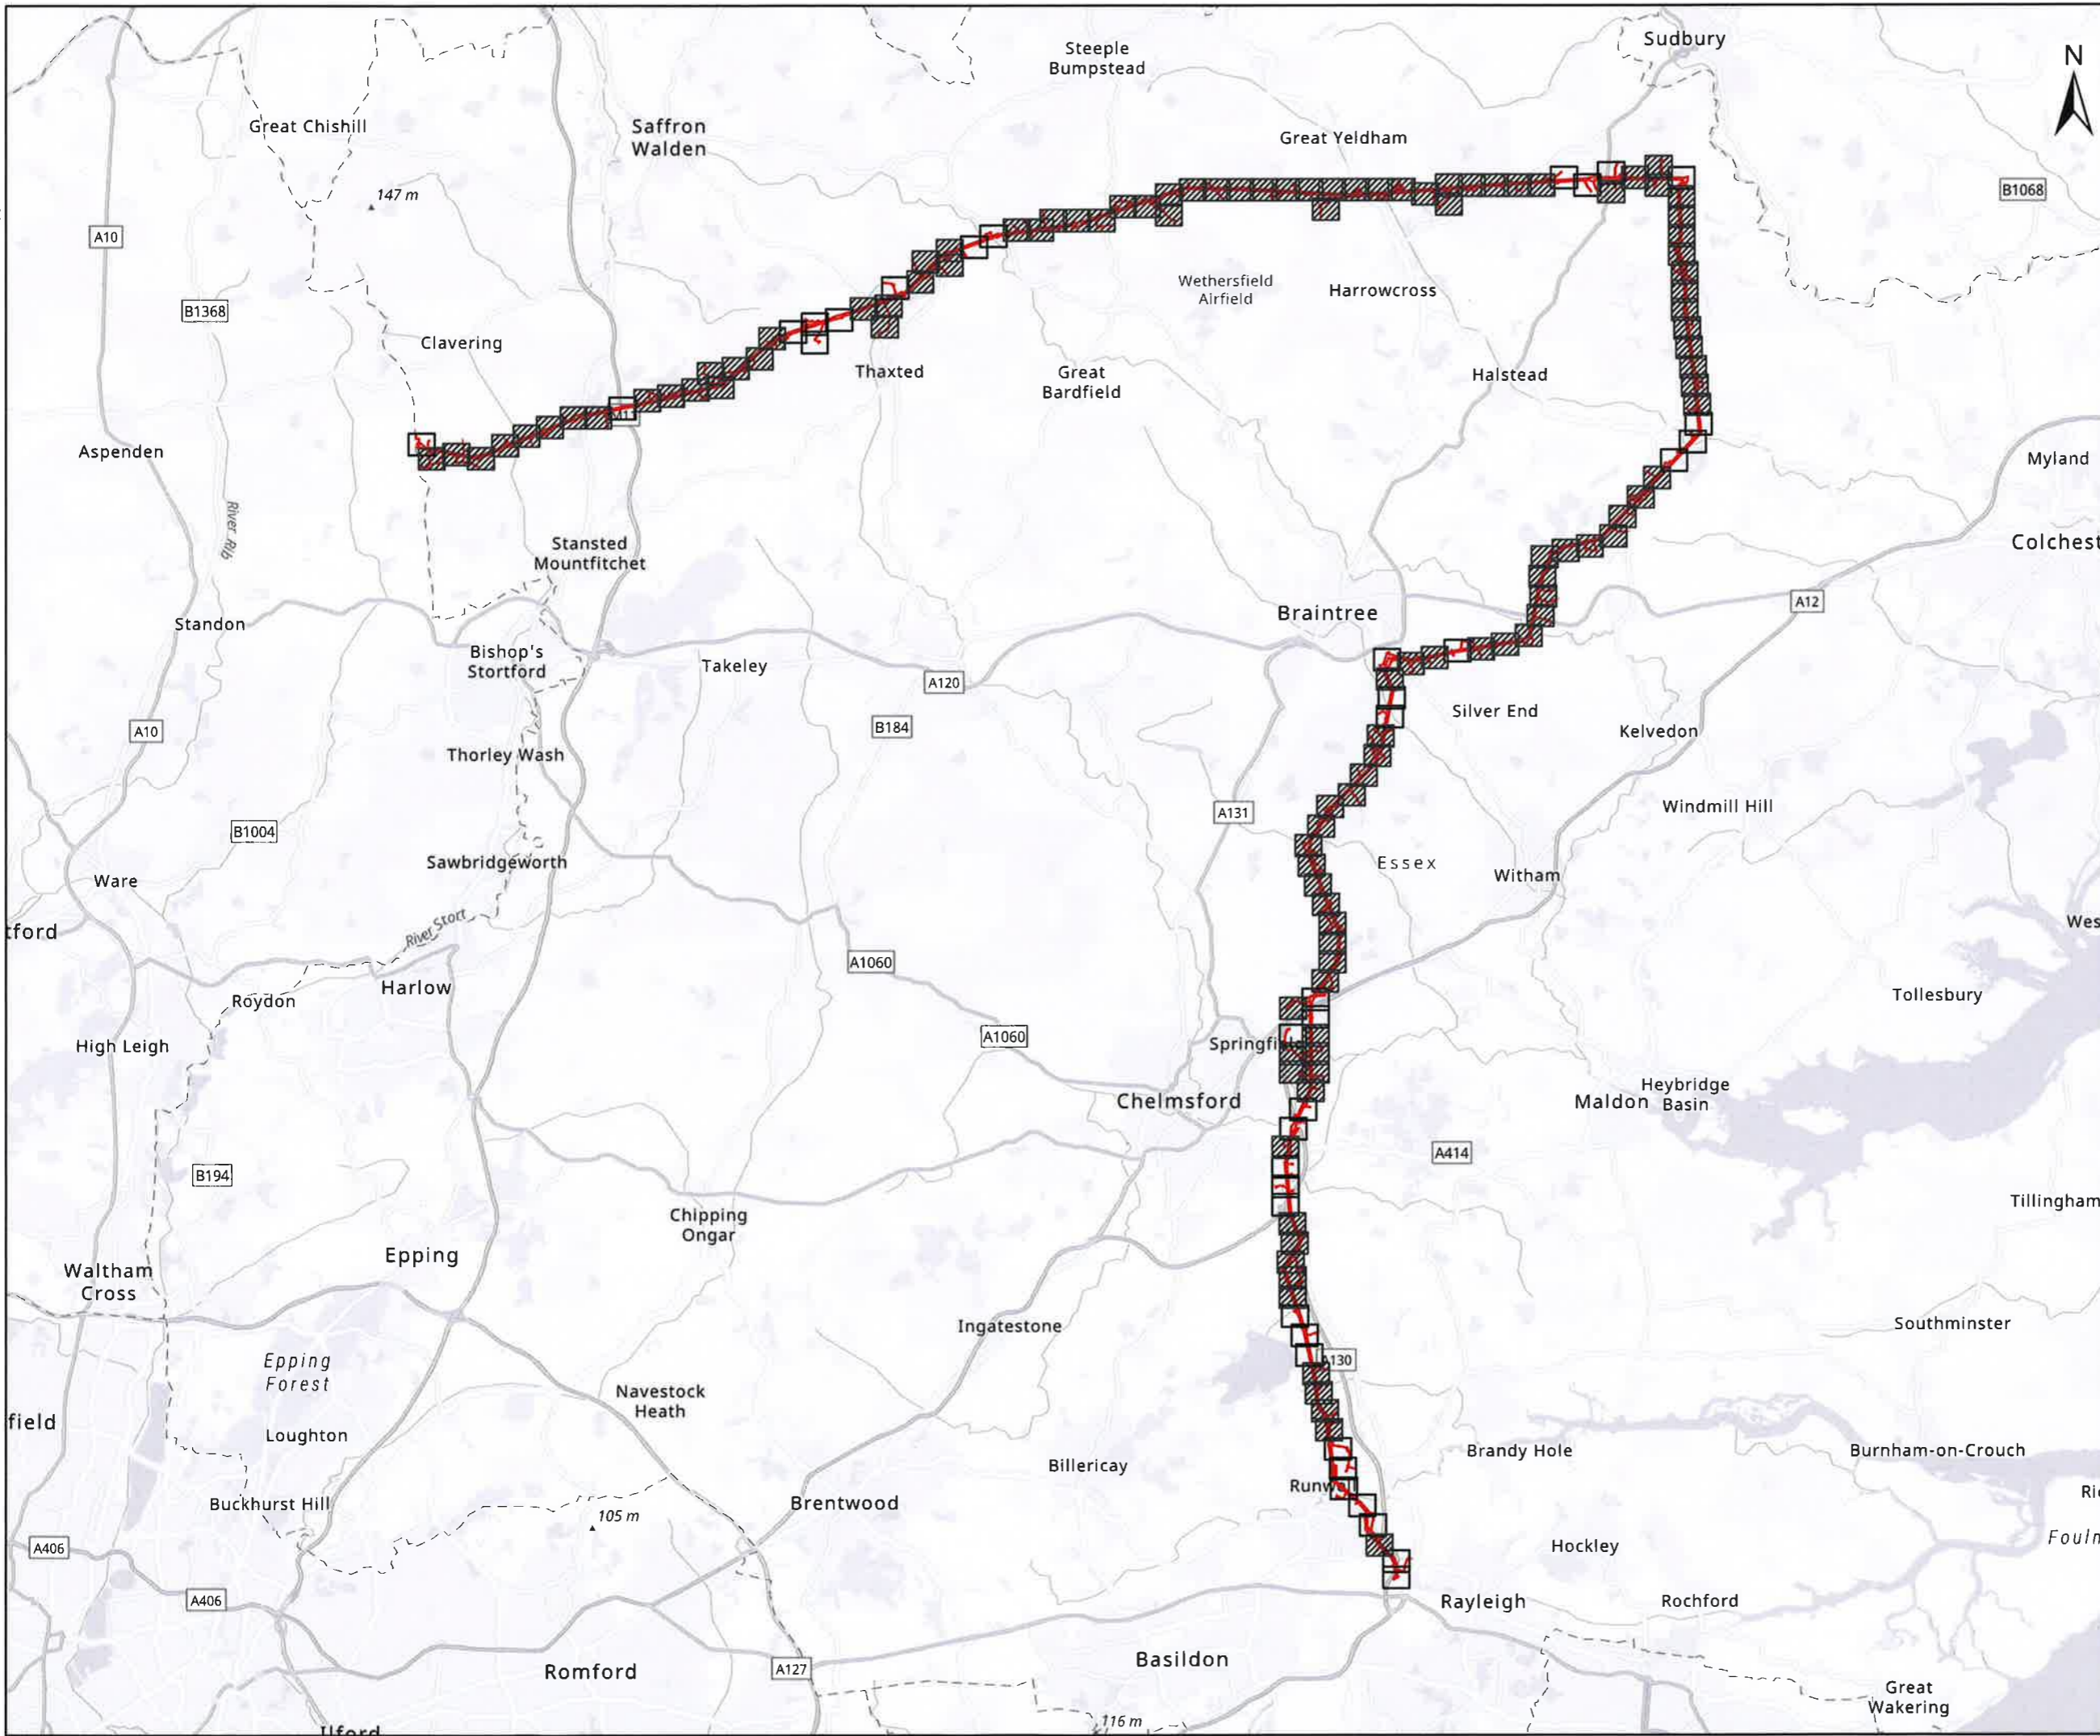 Sudbury
Steeple
Bumpstead
N
Great Chishill
Saffron
Walden
Great Yeldham
147 m
B1068
A10
Wethersfield
Airfield
Harrowcross
B1368
Clavering
Thaxted
Great
Bardfield
Halstead
Aspenden
Myland
River Rib
Stansted
Mountfitchet
Colchest
A12
Standon
Braintree
Bishop's
Stortford
Takeley
A120
Silver End
A10
B184
Kelvedon
Thorley Wash
Windmill Hill
A131
B1004
Sawbridgeworth
Essex
Witham
Ware
River Stort
tford
Wes
A1060
Harlow
Roydon
Tollesbury
A1060
High Leigh
Springfield
Heybridge
Basin
Maldon
Chelmsford
A414
B194
Tillingham
Chipping
Ongar
Epping
Waltham
Cross
Ingatestone
Southminster
Epping
Forest
A130
Navestock
Heath
field
Loughton
Brandy Hole
Burnham-on-Crouch
Billericay
Runw
Brentwood
Buckhurst Hill
105 m
A406
Hockley
Fouln
A406
Rayleigh
Rochford
Basildon
Romford
A127
Great
Wakering
116 m
Ilford